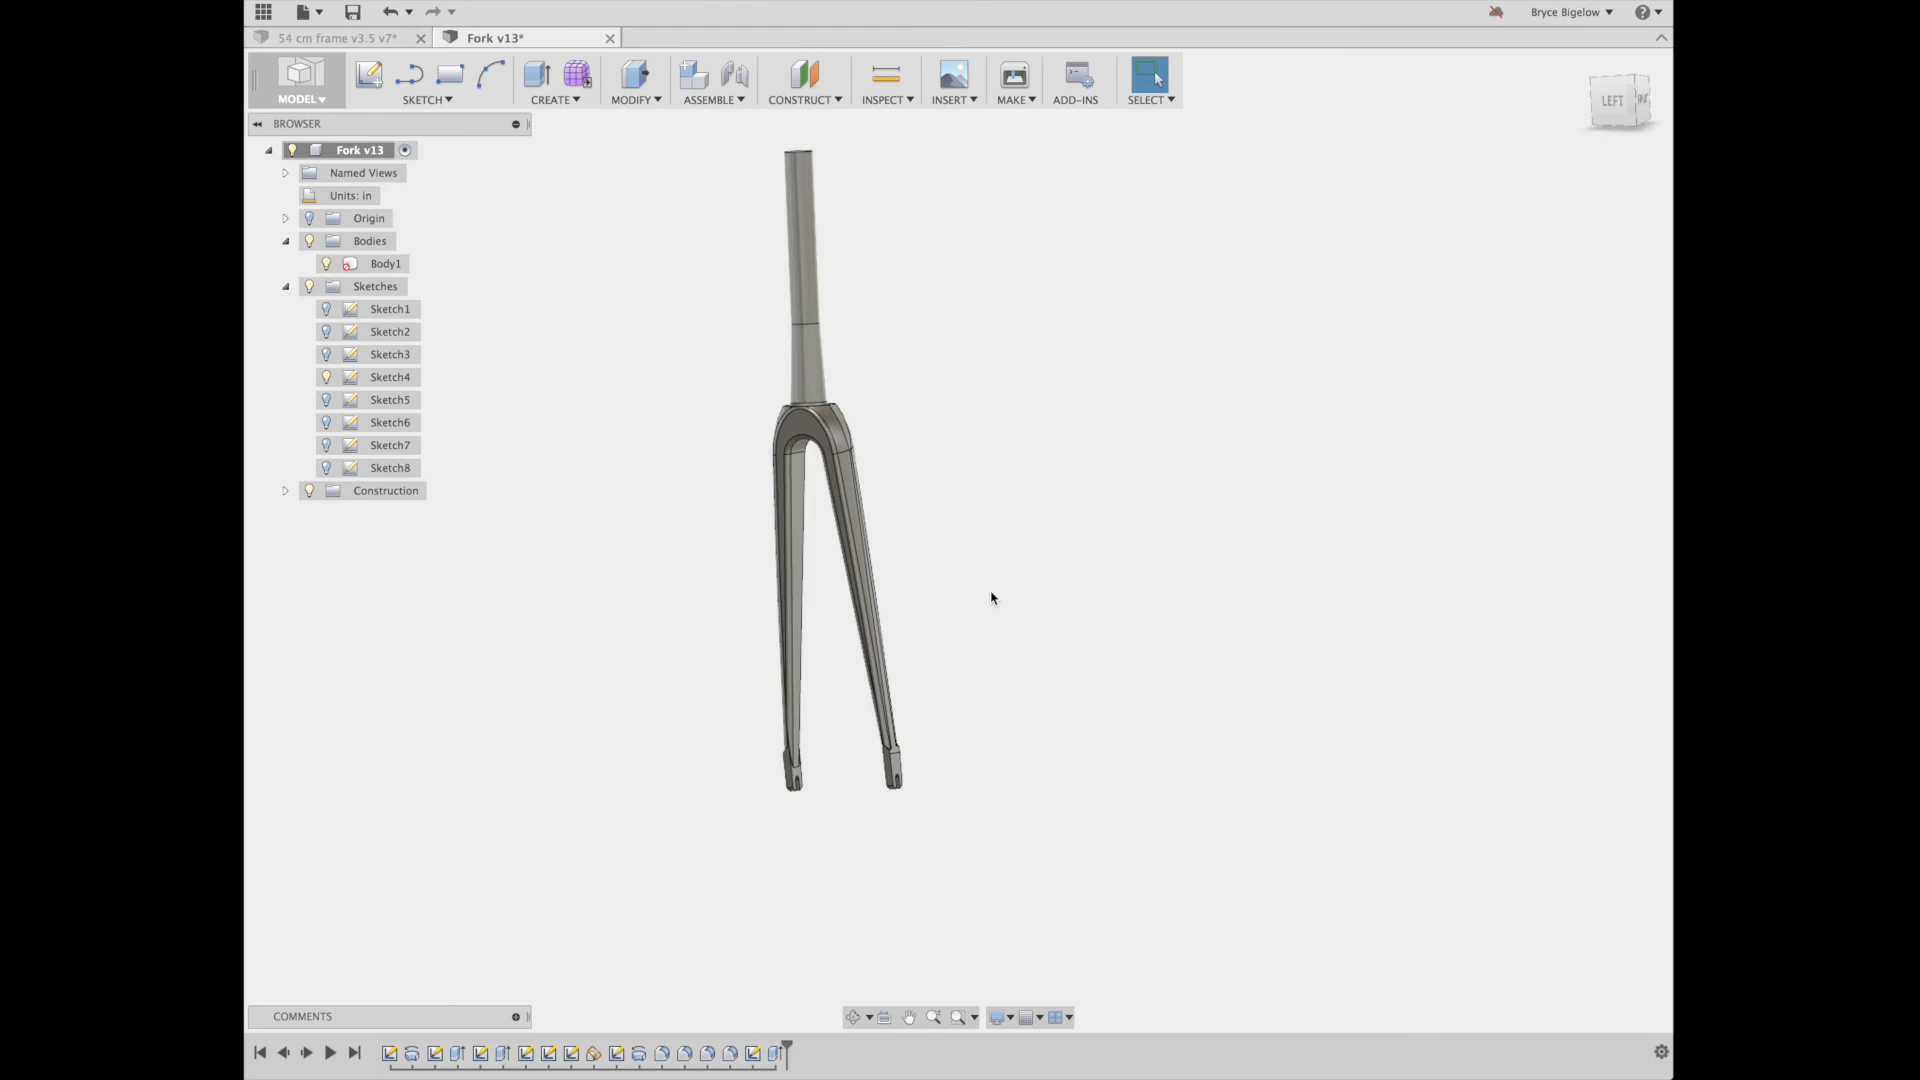 Bryce Bigelow
54 cm frame v3.5 v7*
Fork v13*
MODEL
SKETCH
CREATE
MODIFY
ASSEMBLE
CONSTRUCT
INSPECT
INSERT
MAKE
ADD-INS
SELECT
LEFT
BROWSER
Fork v13
Named Views
Units: in
Origin
Bodies
Body1
Sketches
Sketch1
Sketch2
Sketch3
Sketch4
Sketch5
Sketch6
Sketch7
Sketch8
Construction
COMMENTS